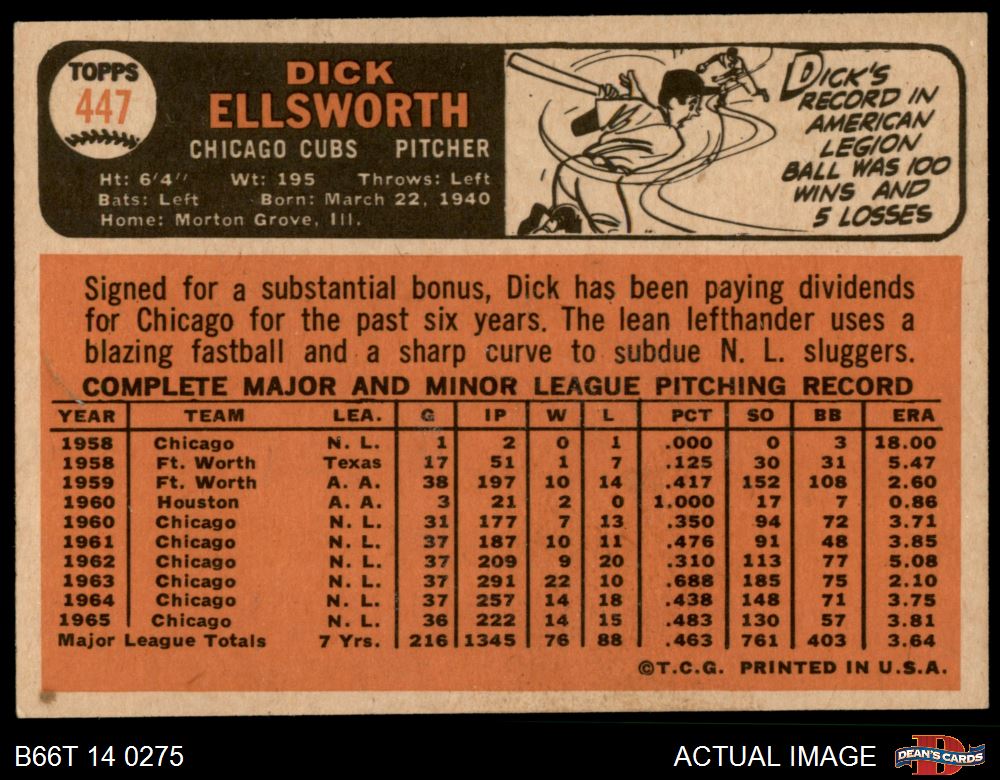 TOPPS
447
DICK
ELLSWORTH
CHICAGO CUBS PITCHER
Ht: 6'4" Wt: 195 Throws: Left
Bats: Left Born: March 22, 1940
Home: Morton Grove, Ill.
DICK'S
RECORD IN
AMERICAN
LEGION
BALL WAS 100
WINS AND
5 LOSSES
Signed for a substantial bonus, Dick has been paying dividends
for Chicago for the past six years. The lean lefthander uses a
blazing fastball and a sharp curve to subdue N. L. sluggers.
COMPLETE MAJOR AND MINOR LEAGUE PITCHING RECORD
YEAR TEAM LEA. G IP W L PCT SO BB ERA
1958 Chicago N. L. 1 2 0 1 .000 0 3 18.00
1958 Ft. Worth Texas 17 51 1 7 .125 30 31 5.47
1959 Ft. Worth A. A. 38 197 10 14 .417 152 108 2.60
1960 Houston A. A. 3 21 2 0 1.000 17 7 0.86
1960 Chicago N. L. 31 177 7 13 .350 94 72 3.71
1961 Chicago N. L. 37 187 10 11 .476 91 48 3.85
1962 Chicago N. L. 37 209 9 20 .310 113 77 5.08
1963 Chicago N. L. 37 291 22 10 .688 185 75 2.10
1964 Chicago N. L. 37 257 14 18 .438 148 71 3.75
1965 Chicago N. L. 36 222 14 15 .483 130 57 3.81
Major League Totals 7 Yrs. 216 1345 76 88 .463 761 403 3.64
©T.C.G. PRINTED IN U.S.A.
B66T 14 0275
ACTUAL IMAGE
DEAN'S CARDS